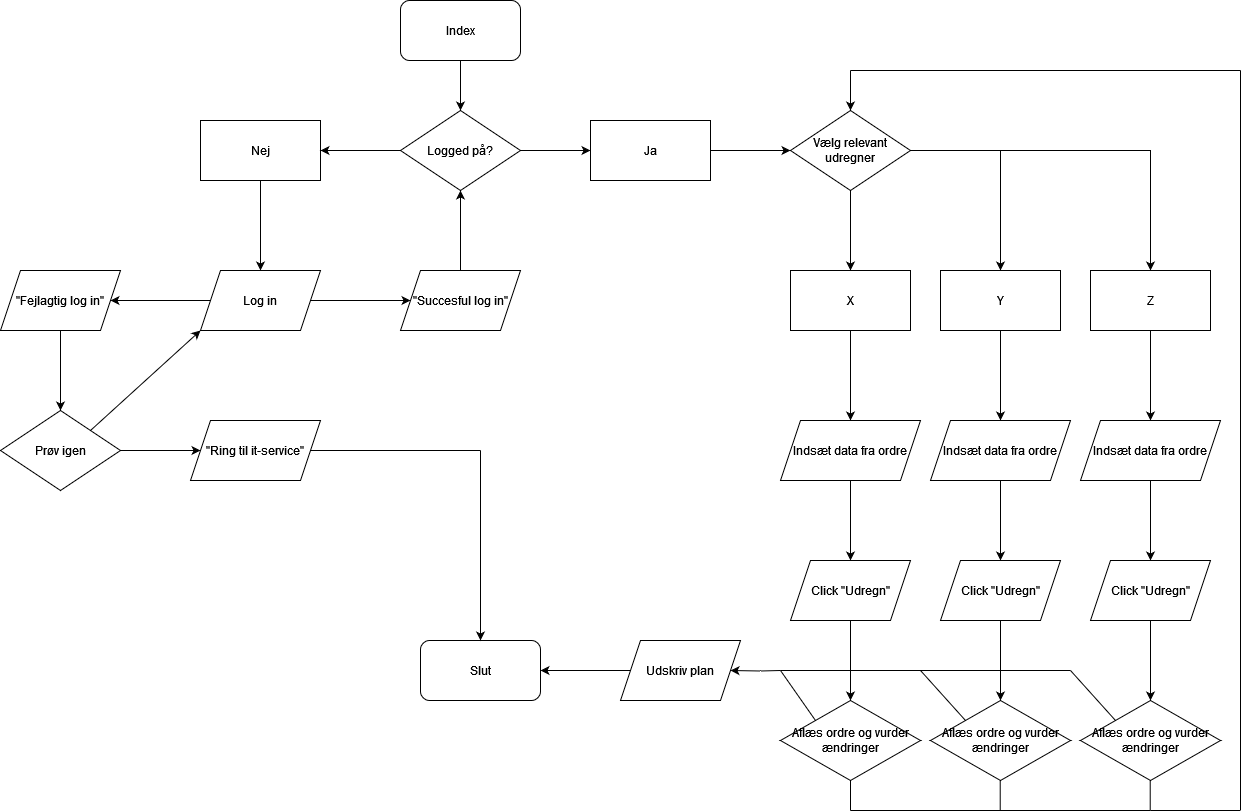 Index
Nej
Logged på?
Ja
Vælg relevant
udregner
"Fejlagtig log in"
Log in
"Succesful log in"
X
Y
Z
Prøv igen
"Ring til it-service"
Indsæt data fra ordre
Indsæt data fra ordre
Indsæt data fra ordre
Click "Udregn"
Click "Udregn"
Click "Udregn"
Slut
Udskriv plan
Aflæs ordre og vurder
ændringer
Aflæs ordre og vurder
ændringer
Aflæs ordre og vurder
ændringer